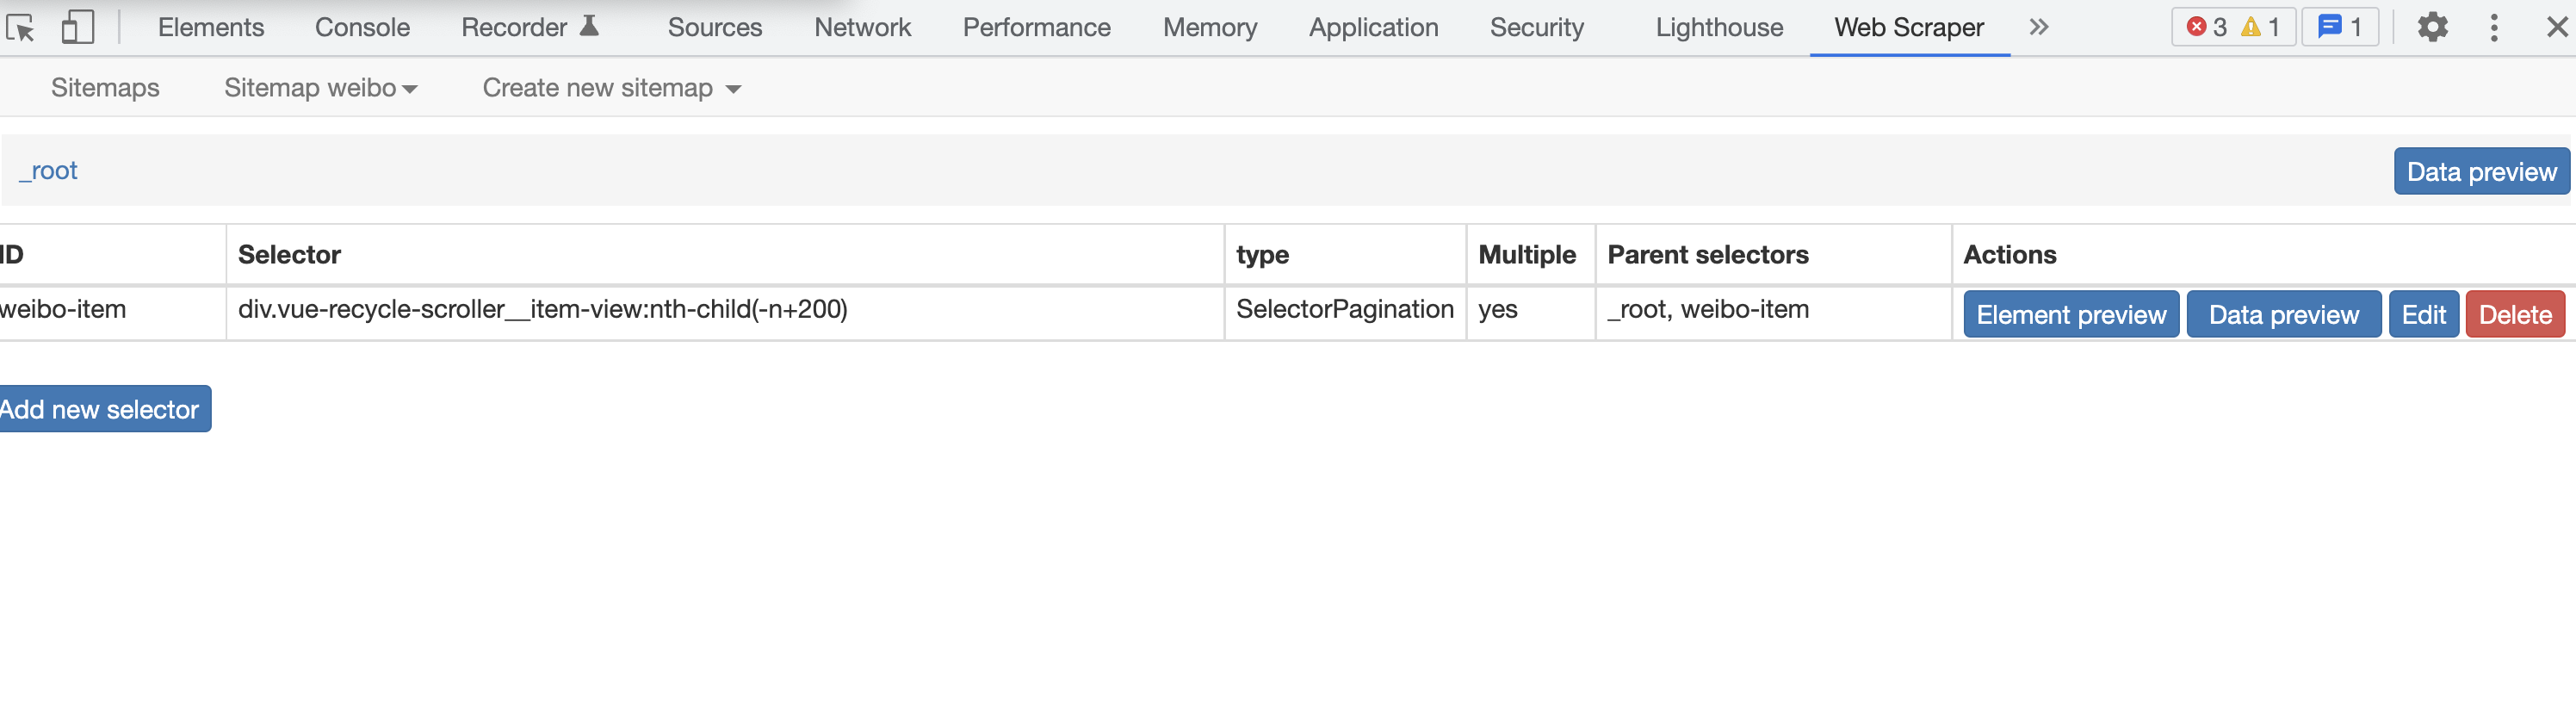 Elements Console Recorder Sources Network Performance Memory Application Security Lighthouse Web Scraper » 3 1 1
Sitemaps Sitemap weibo Create new sitemap
_root Data preview
ID Selector type Multiple Parent selectors Actions
weibo-item div.vue-recycle-scroller__item-view:nth-child(-n+200) SelectorPagination yes _root, weibo-item Element preview Data preview Edit Delete
Add new selector